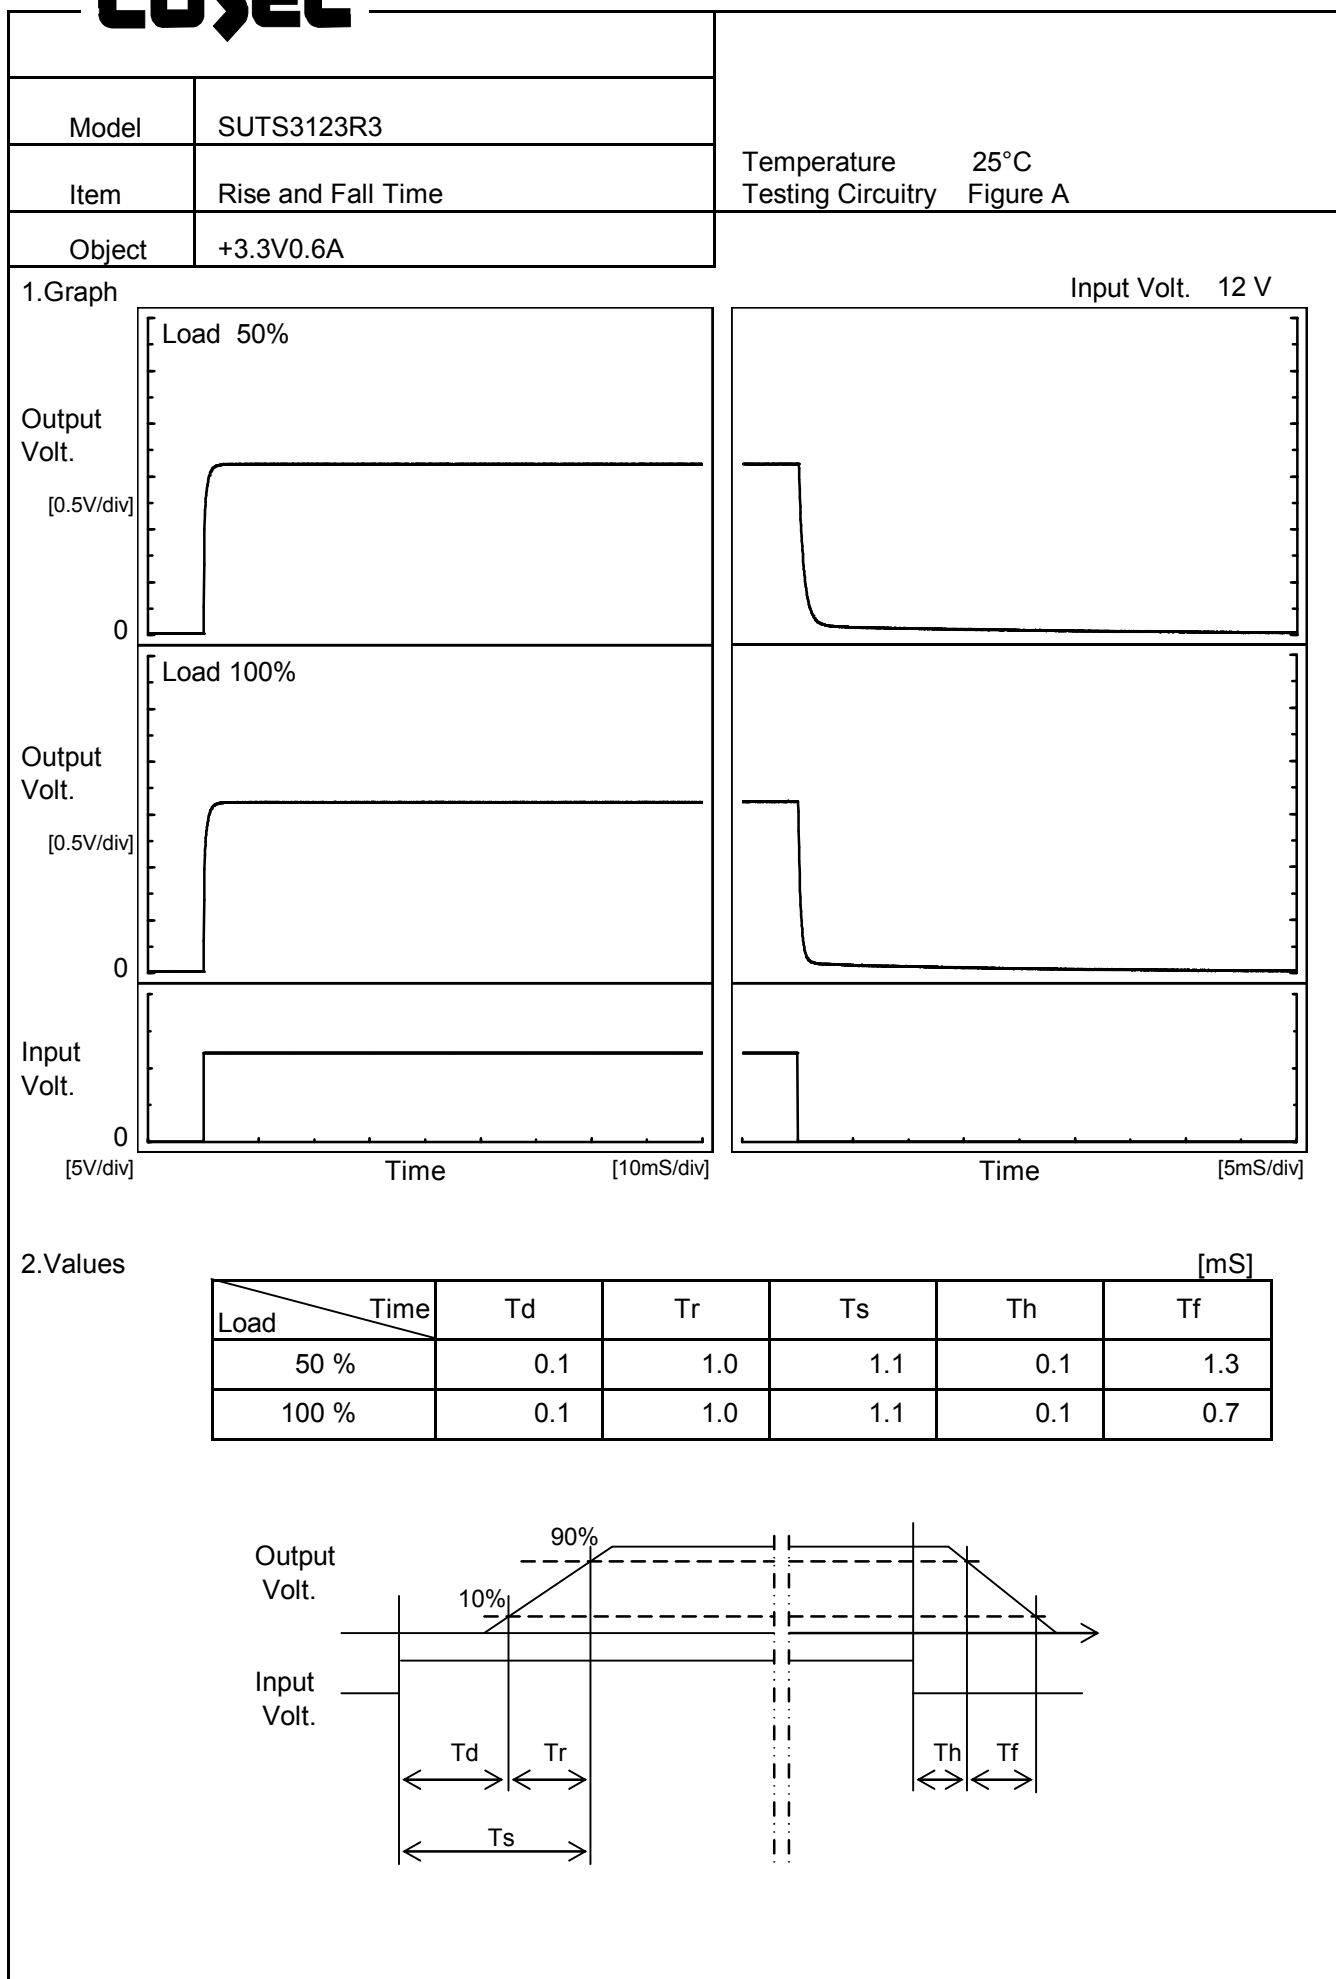 COSEL
Model SUTS3123R3
Item Rise and Fall Time
Temperature 25°C
Testing Circuitry Figure A
Object +3.3V0.6A
1.Graph
Input Volt. 12 V
Load 50%
Output
Volt.
[0.5V/div]
0
Load 100%
Output
Volt.
[0.5V/div]
0
Input
Volt.
0
[5V/div] Time [10mS/div] Time [5mS/div]
2.Values [mS]
Time Td Tr Ts Th Tf
Load
50 % 0.1 1.0 1.1 0.1 1.3
100 % 0.1 1.0 1.1 0.1 0.7
90%
Output
Volt.
10%
Input
Volt.
Td Tr Th Tf
Ts